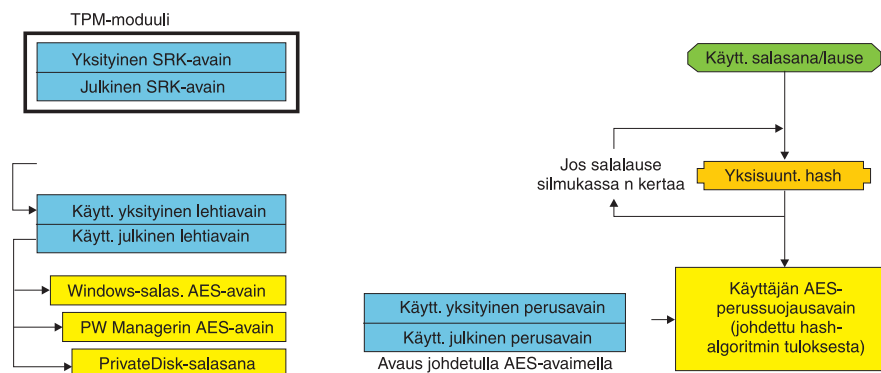 TPM-moduuli
Yksityinen SRK-avain
Julkinen SRK-avain
Käytt. salasana/lause
Jos salalause
silmukassa n kertaa
Yksisuunt. hash
Käytt. yksityinen lehtiavain
Käytt. julkinen lehtiavain
Windows-salas. AES-avain
PW Managerin AES-avain
PrivateDisk-salasana
Käytt. yksityinen perusavain
Käytt. julkinen perusavain
Avaus johdetulla AES-avaimella
Käyttäjän AES-
perussuojausavain
(johdettu hash-
algoritmin tuloksesta)